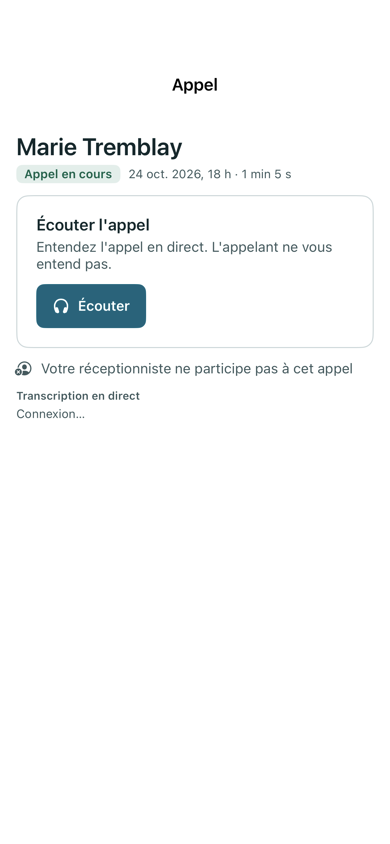 Appel
Marie Tremblay
Appel en cours 24 oct. 2026, 18 h · 1 min 5 s
Écouter l'appel
Entendez l'appel en direct. L'appelant ne vous
entend pas.
Écouter
Votre réceptionniste ne participe pas à cet appel
Transcription en direct
Connexion...